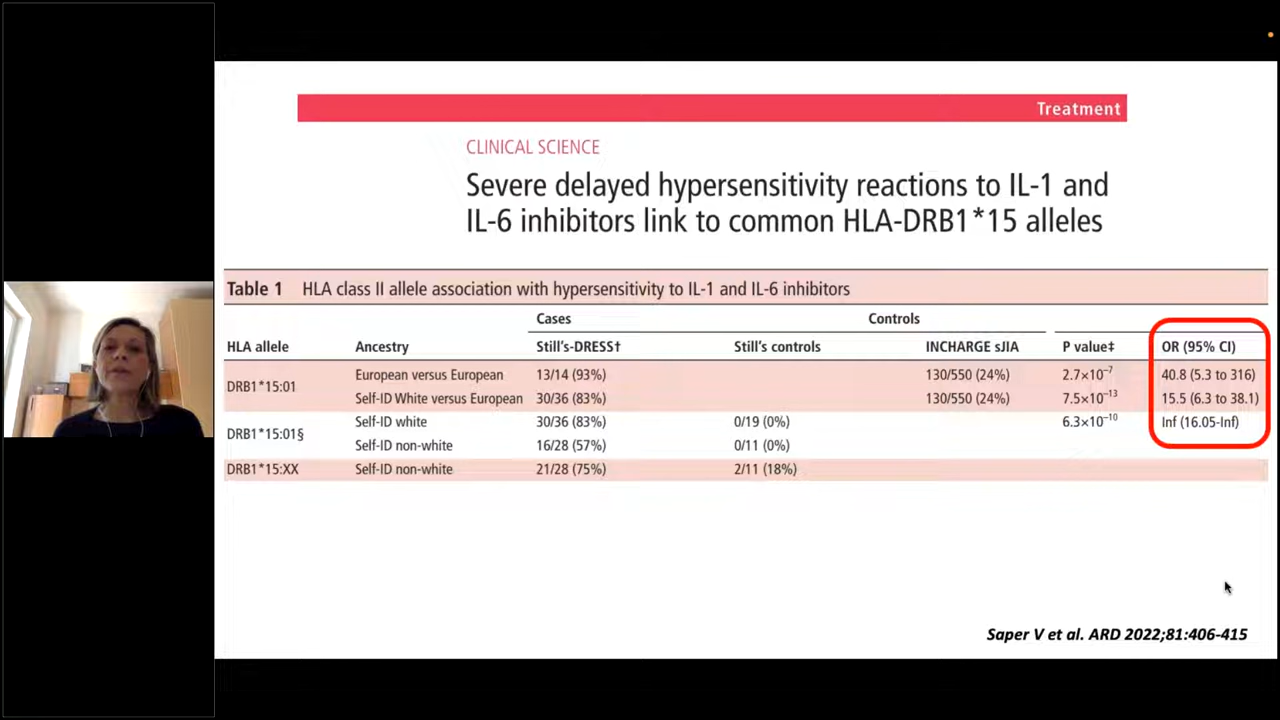 Treatment
CLINICAL SCIENCE
Severe delayed hypersensitivity reactions to IL-1 and
IL-6 inhibitors link to common HLA-DRB1*15 alleles
Table 1 HLA class II allele association with hypersensitivity to IL-1 and IL-6 inhibitors
Cases Controls
HLA allele Ancestry Still's-DRESS† Still's controls INCHARGE sJIA P value‡ OR (95% CI)
DRB1*15:01 European versus European 13/14 (93%) 130/550 (24%) 2.7×10⁻⁷ 40.8 (5.3 to 316)
Self-ID White versus European 30/36 (83%) 130/550 (24%) 7.5×10⁻¹³ 15.5 (6.3 to 38.1)
DRB1*15:01§ Self-ID white 30/36 (83%) 0/19 (0%) 6.3×10⁻¹⁰ Inf (16.05-Inf)
Self-ID non-white 16/28 (57%) 0/11 (0%)
DRB1*15:XX Self-ID non-white 21/28 (75%) 2/11 (18%)
Saper V et al. ARD 2022;81:406-415